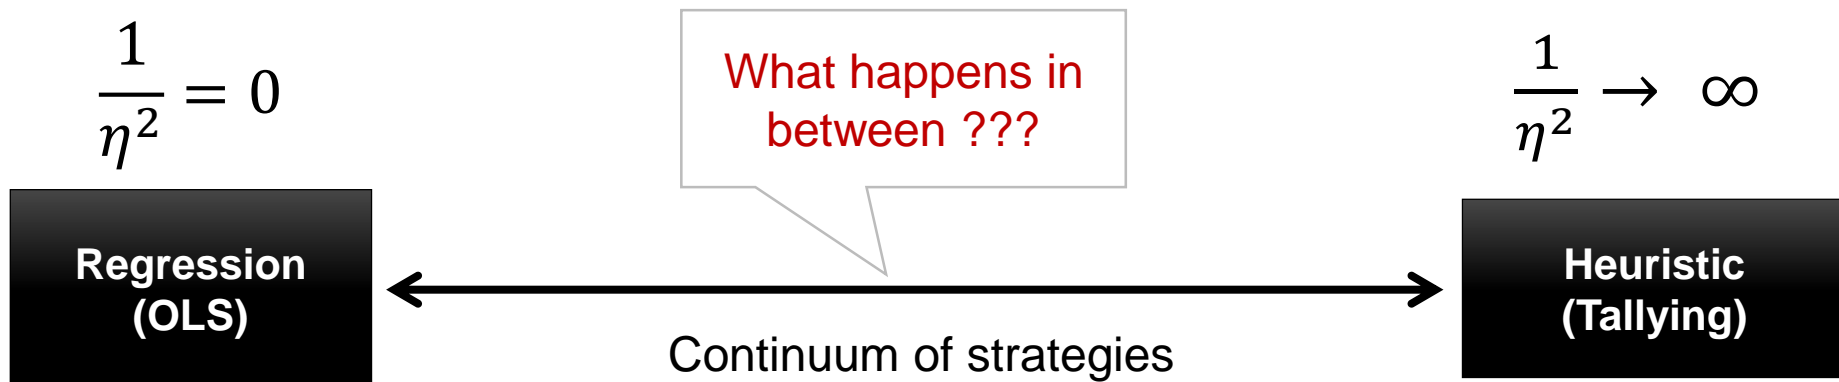 1/η² = 0
What happens in
between ???
1/η² → ∞
Regression
(OLS)
Heuristic
(Tallying)
Continuum of strategies